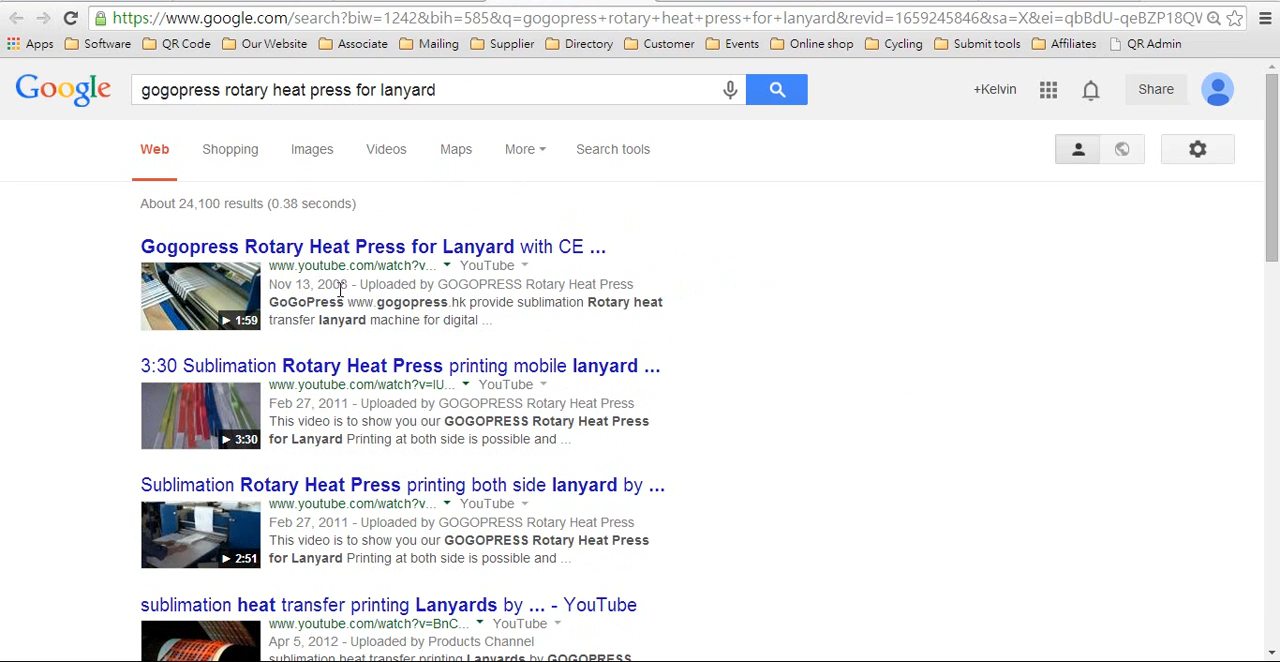 https://www.google.com/search?biw=1242&bih=585&q=gogopress+rotary+heat+press+for+lanyard&revid=1659245846&sa=X&ei=qbBdU-qeBZP18QV
Apps Software QR Code Our Website Associate Mailing Supplier Directory Customer Events Online shop Cycling Submit tools Affiliates QR Admin
Google gogopress rotary heat press for lanyard +Kelvin Share
Web Shopping Images Videos Maps More Search tools
About 24,100 results (0.38 seconds)
Gogopress Rotary Heat Press for Lanyard with CE ...
www.youtube.com/watch?v... YouTube
Nov 13, 2008 - Uploaded by GOGOPRESS Rotary Heat Press
GoGoPress www.gogopress.hk provide sublimation Rotary heat
▶ 1:59 transfer lanyard machine for digital ...
3:30 Sublimation Rotary Heat Press printing mobile lanyard ...
www.youtube.com/watch?v=lU... YouTube
Feb 27, 2011 - Uploaded by GOGOPRESS Rotary Heat Press
This video is to show you our GOGOPRESS Rotary Heat Press
▶ 3:30 for Lanyard Printing at both side is possible and ...
Sublimation Rotary Heat Press printing both side lanyard by ...
www.youtube.com/watch?v... YouTube
Feb 27, 2011 - Uploaded by GOGOPRESS Rotary Heat Press
This video is to show you our GOGOPRESS Rotary Heat Press
▶ 2:51 for Lanyard Printing at both side is possible and ...
sublimation heat transfer printing Lanyards by ... - YouTube
www.youtube.com/watch?v=BnC... YouTube
Apr 5, 2012 - Uploaded by Products Channel
sublimation heat transfer printing Lanyards by GOGOPRESS